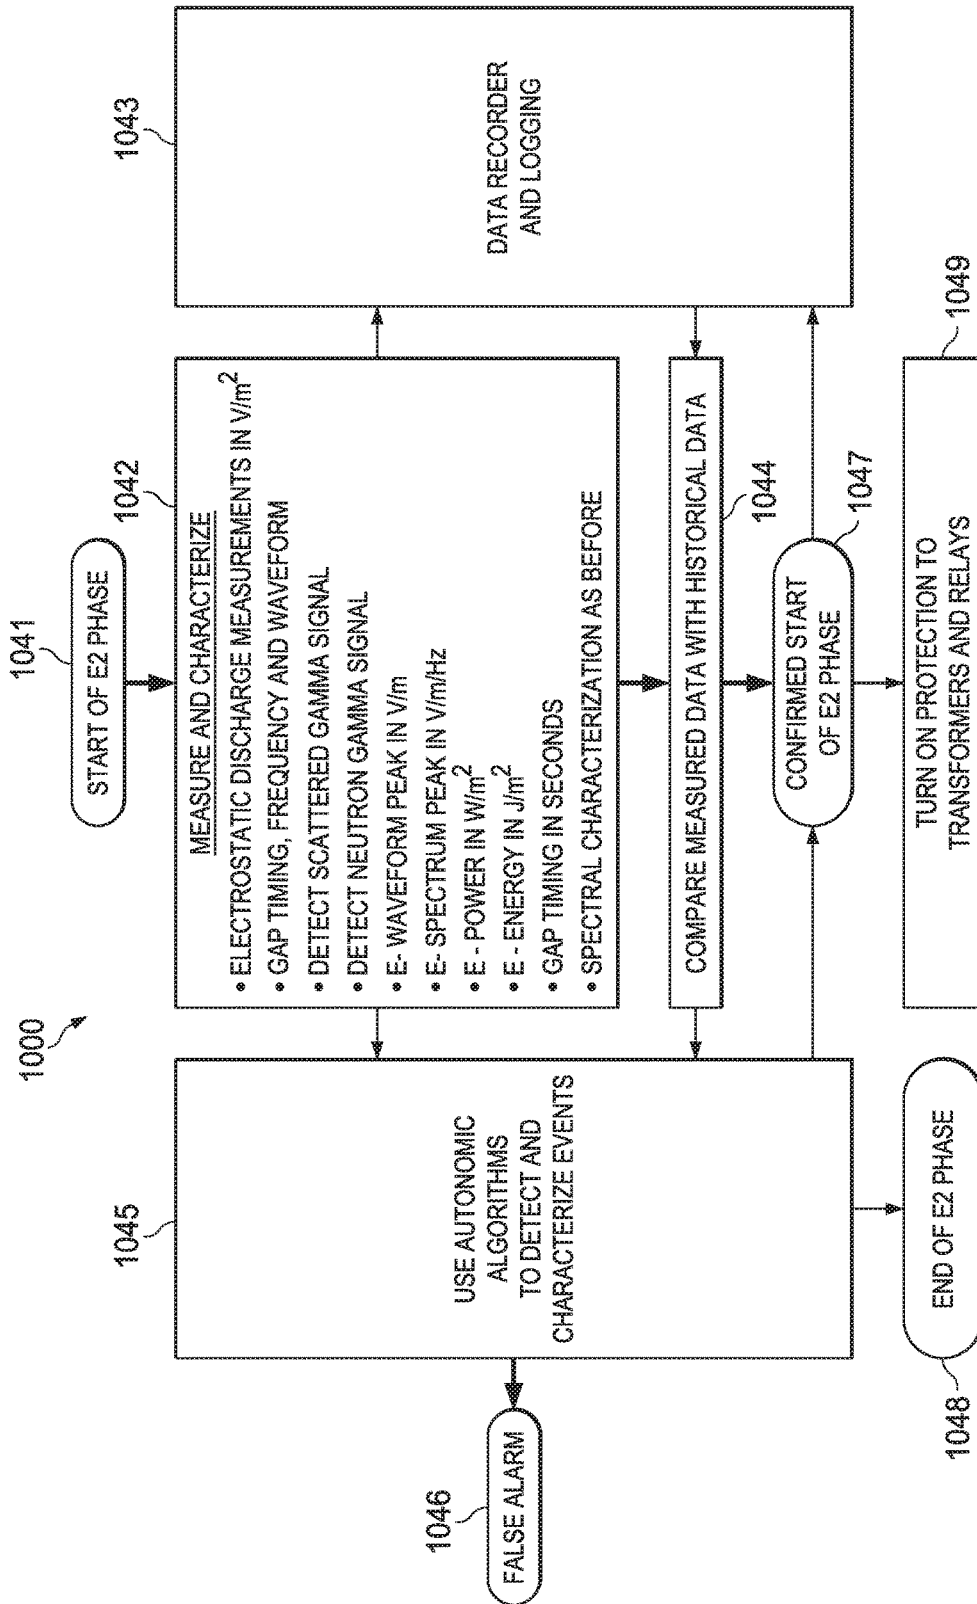 1000
1041
START OF E2 PHASE
1042
MEASURE AND CHARACTERIZE
• ELECTROSTATIC DISCHARGE MEASUREMENTS IN V/m²
• GAP TIMING, FREQUENCY AND WAVEFORM
• DETECT SCATTERED GAMMA SIGNAL
• DETECT NEUTRON GAMMA SIGNAL
• E- WAVEFORM PEAK IN V/m
• E- SPECTRUM PEAK IN V/m/Hz
• E - POWER IN W/m²
• E - ENERGY IN J/m²
• GAP TIMING IN SECONDS
• SPECTRAL CHARACTERIZATION AS BEFORE
1043
DATA RECORDER
AND LOGGING
1045
USE AUTONOMIC
ALGORITHMS
TO DETECT AND
CHARACTERIZE EVENTS
1046
FALSE ALARM
COMPARE MEASURED DATA WITH HISTORICAL DATA
1044
CONFIRMED START
OF E2 PHASE
1047
1048
END OF E2 PHASE
TURN ON PROTECTION TO
TRANSFORMERS AND RELAYS
1049